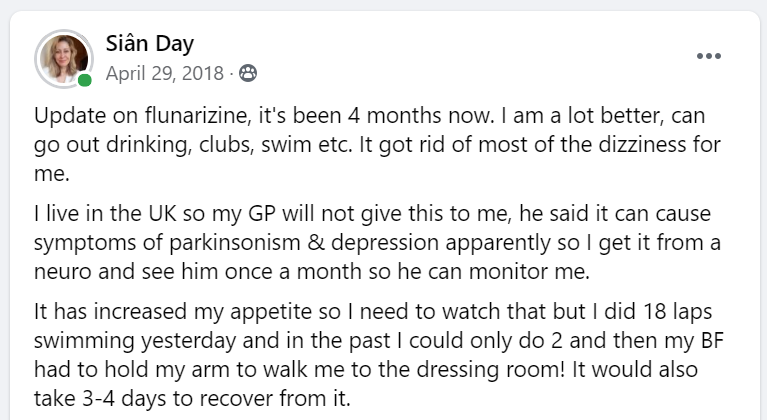 Siân Day
April 29, 2018 ·
Update on flunarizine, it's been 4 months now. I am a lot better, can
go out drinking, clubs, swim etc. It got rid of most of the dizziness for
me.
I live in the UK so my GP will not give this to me, he said it can cause
symptoms of parkinsonism & depression apparently so I get it from a
neuro and see him once a month so he can monitor me.
It has increased my appetite so I need to watch that but I did 18 laps
swimming yesterday and in the past I could only do 2 and then my BF
had to hold my arm to walk me to the dressing room! It would also
take 3-4 days to recover from it.